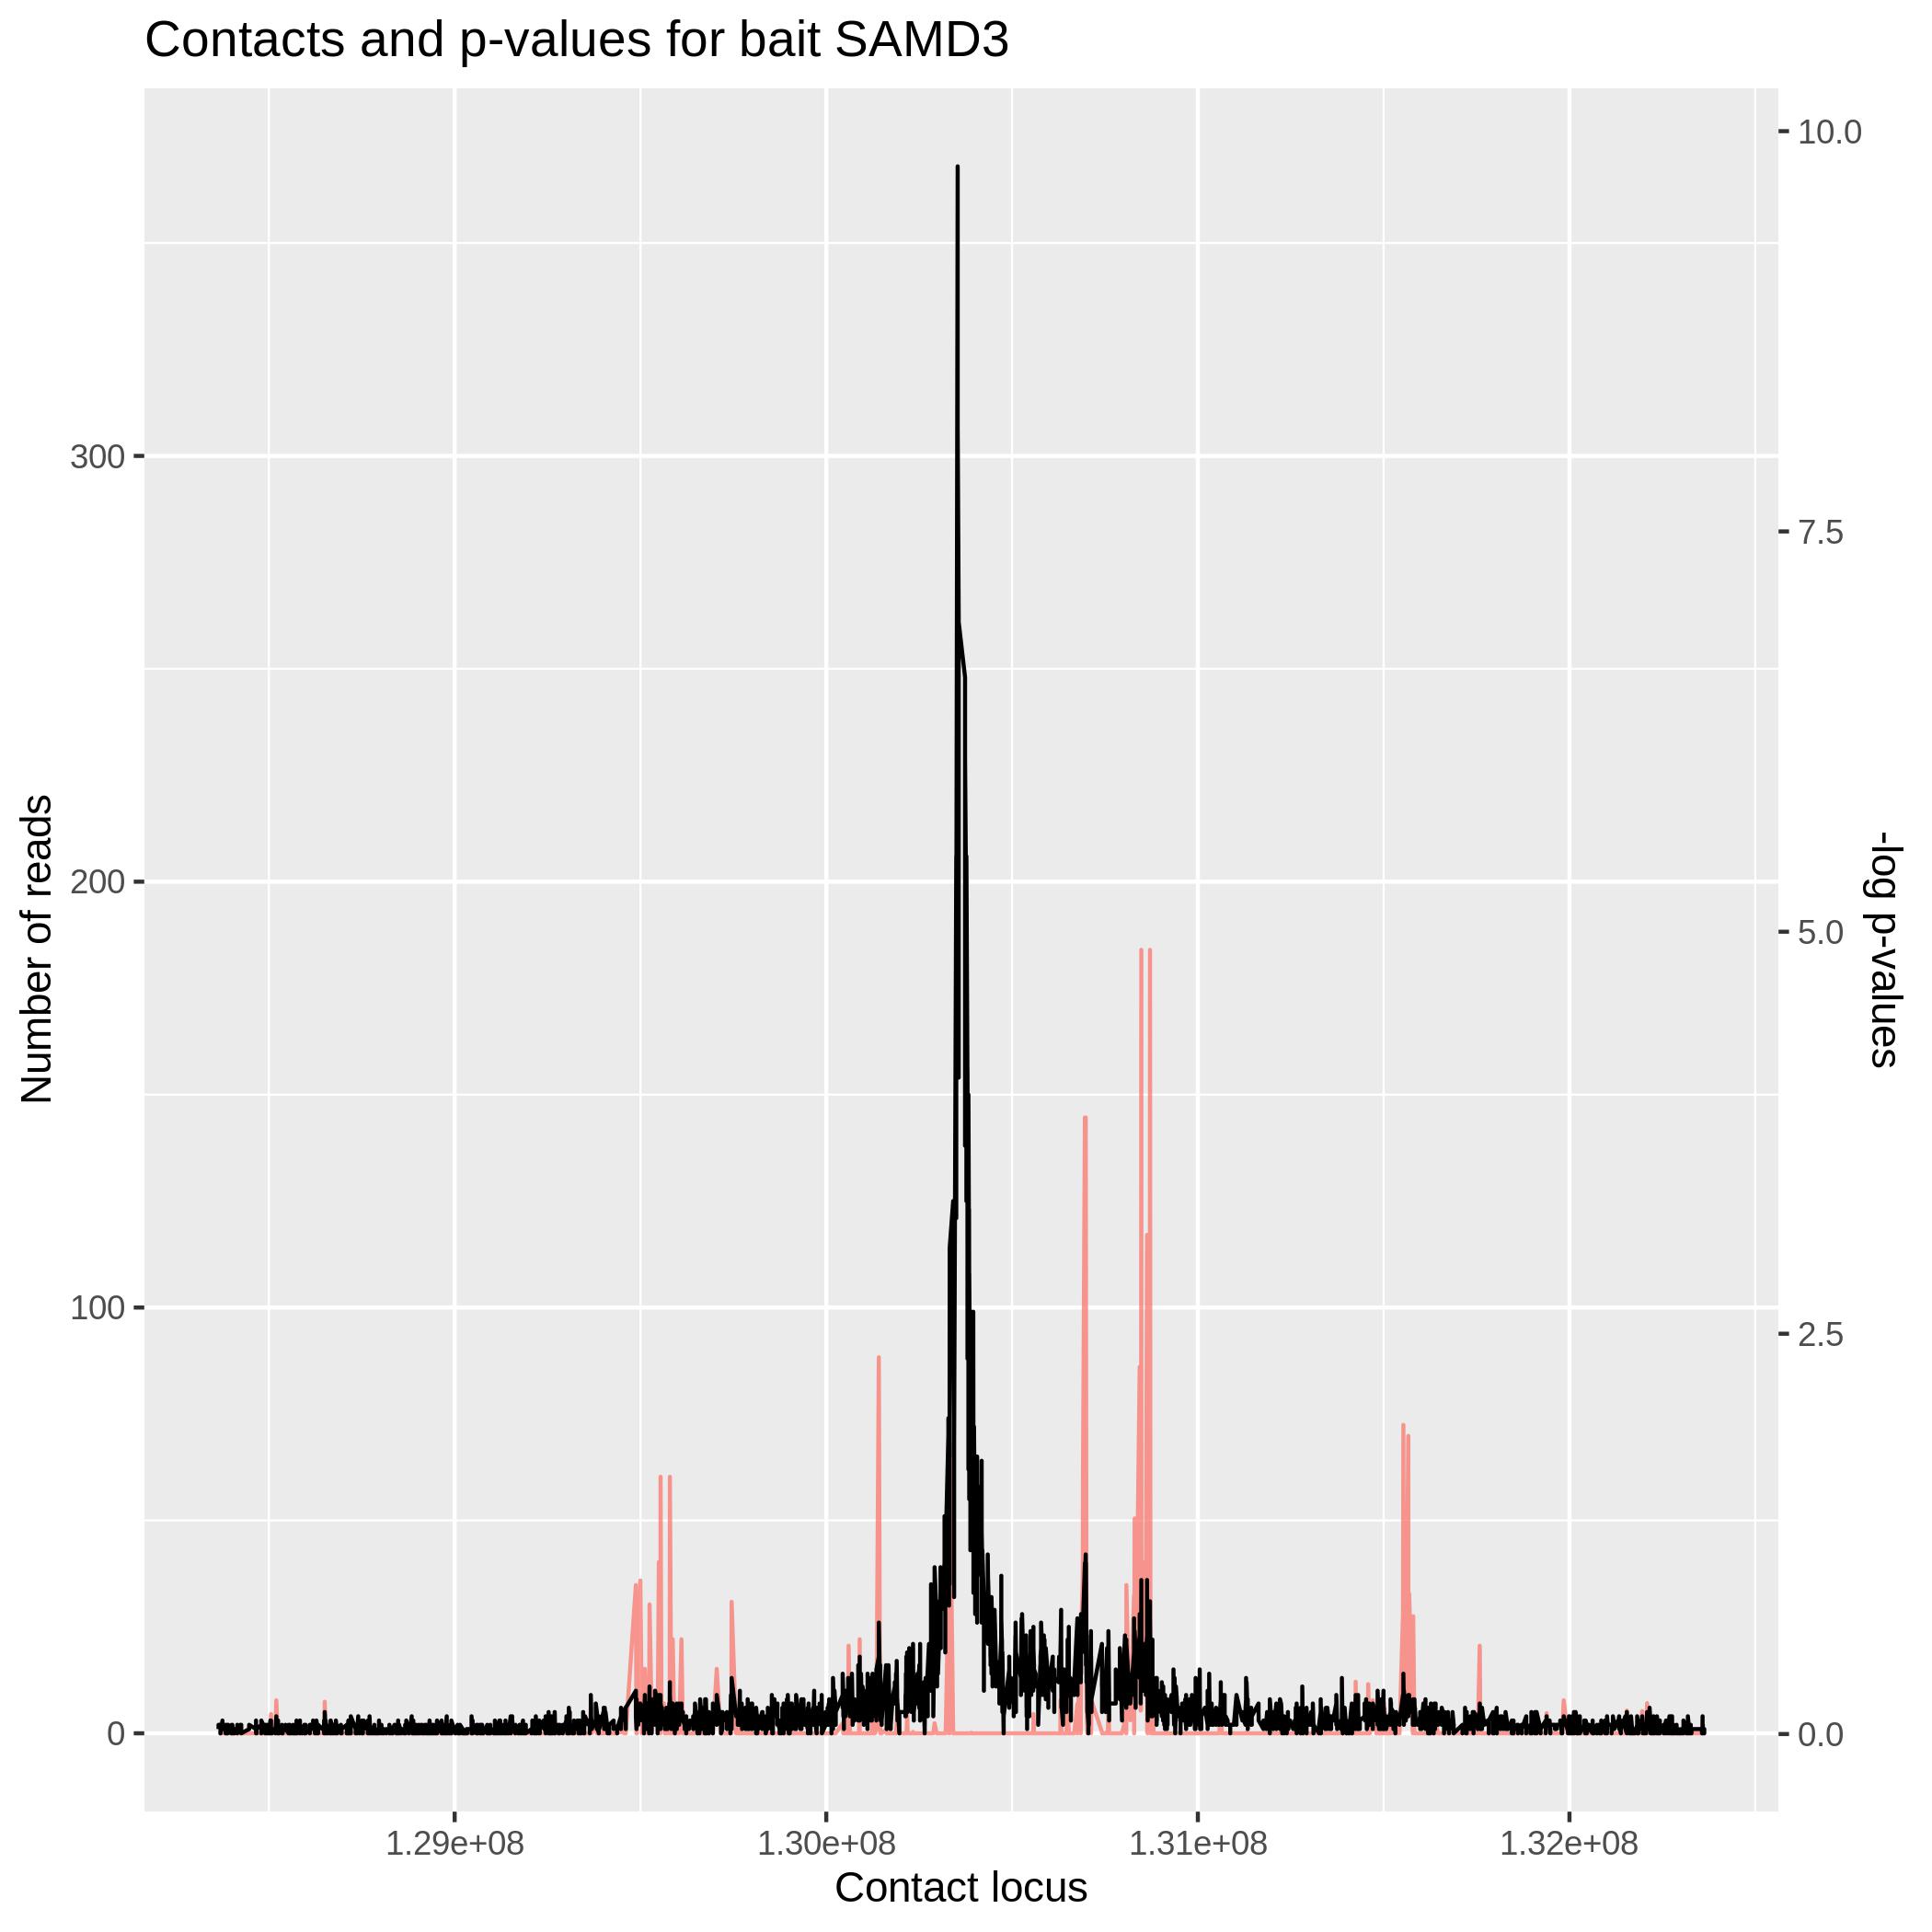 Contacts and p-values for bait SAMD3
Number of reads
300
200
100
0
10.0
7.5
5.0
2.5
0.0
-log p-values
1.29e+08
1.30e+08
1.31e+08
1.32e+08
Contact locus